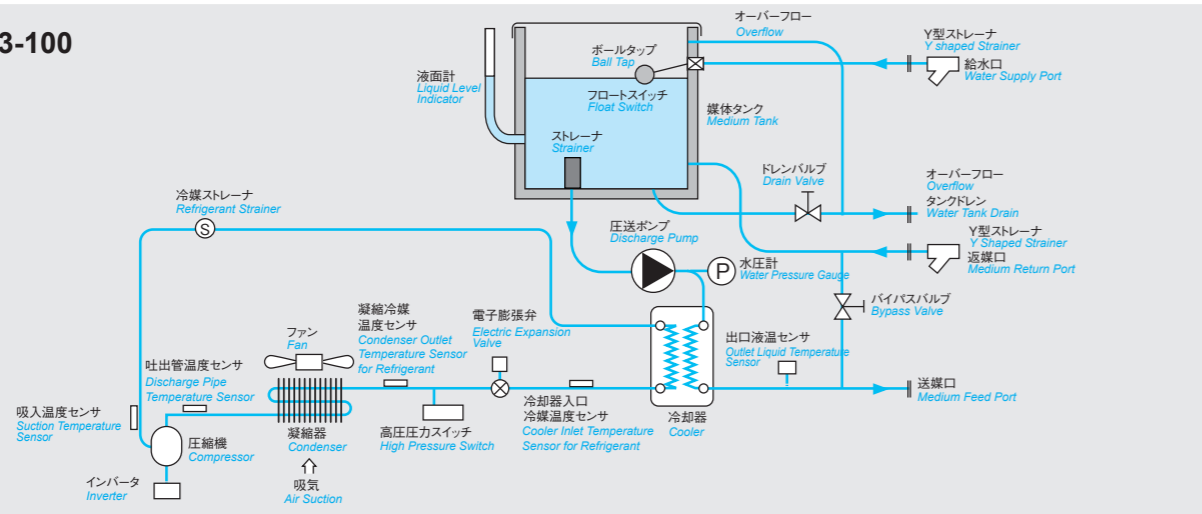 3-100
オーバーフロー
Overflow
Y型ストレーナ
Y shaped Strainer
給水口
Water Supply Port
ボールタップ
Ball Tap
液面計
Liquid Level
Indicator
フロートスイッチ
Float Switch
媒体タンク
Medium Tank
ストレーナ
Strainer
ドレンバルブ
Drain Valve
オーバーフロー
Overflow
タンクドレン
Water Tank Drain
冷媒ストレーナ
Refrigerant Strainer
S
圧送ポンプ
Discharge Pump
P
水圧計
Water Pressure Gauge
Y型ストレーナ
Y Shaped Strainer
返媒口
Medium Return Port
バイパスバルブ
Bypass Valve
ファン
Fan
凝縮冷媒
温度センサ
Condenser Outlet
Temperature Sensor
for Refrigerant
電子膨張弁
Electric Expansion
Valve
出口液温センサ
Outlet Liquid Temperature
Sensor
吐出管温度センサ
Discharge Pipe
Temperature Sensor
送媒口
Medium Feed Port
吸入温度センサ
Suction Temperature
Sensor
圧縮機
Compressor
凝縮器
Condenser
高圧圧力スイッチ
High Pressure Switch
冷却器入口
冷媒温度センサ
Cooler Inlet Temperature
Sensor for Refrigerant
冷却器
Cooler
インバータ
Inverter
吸気
Air Suction